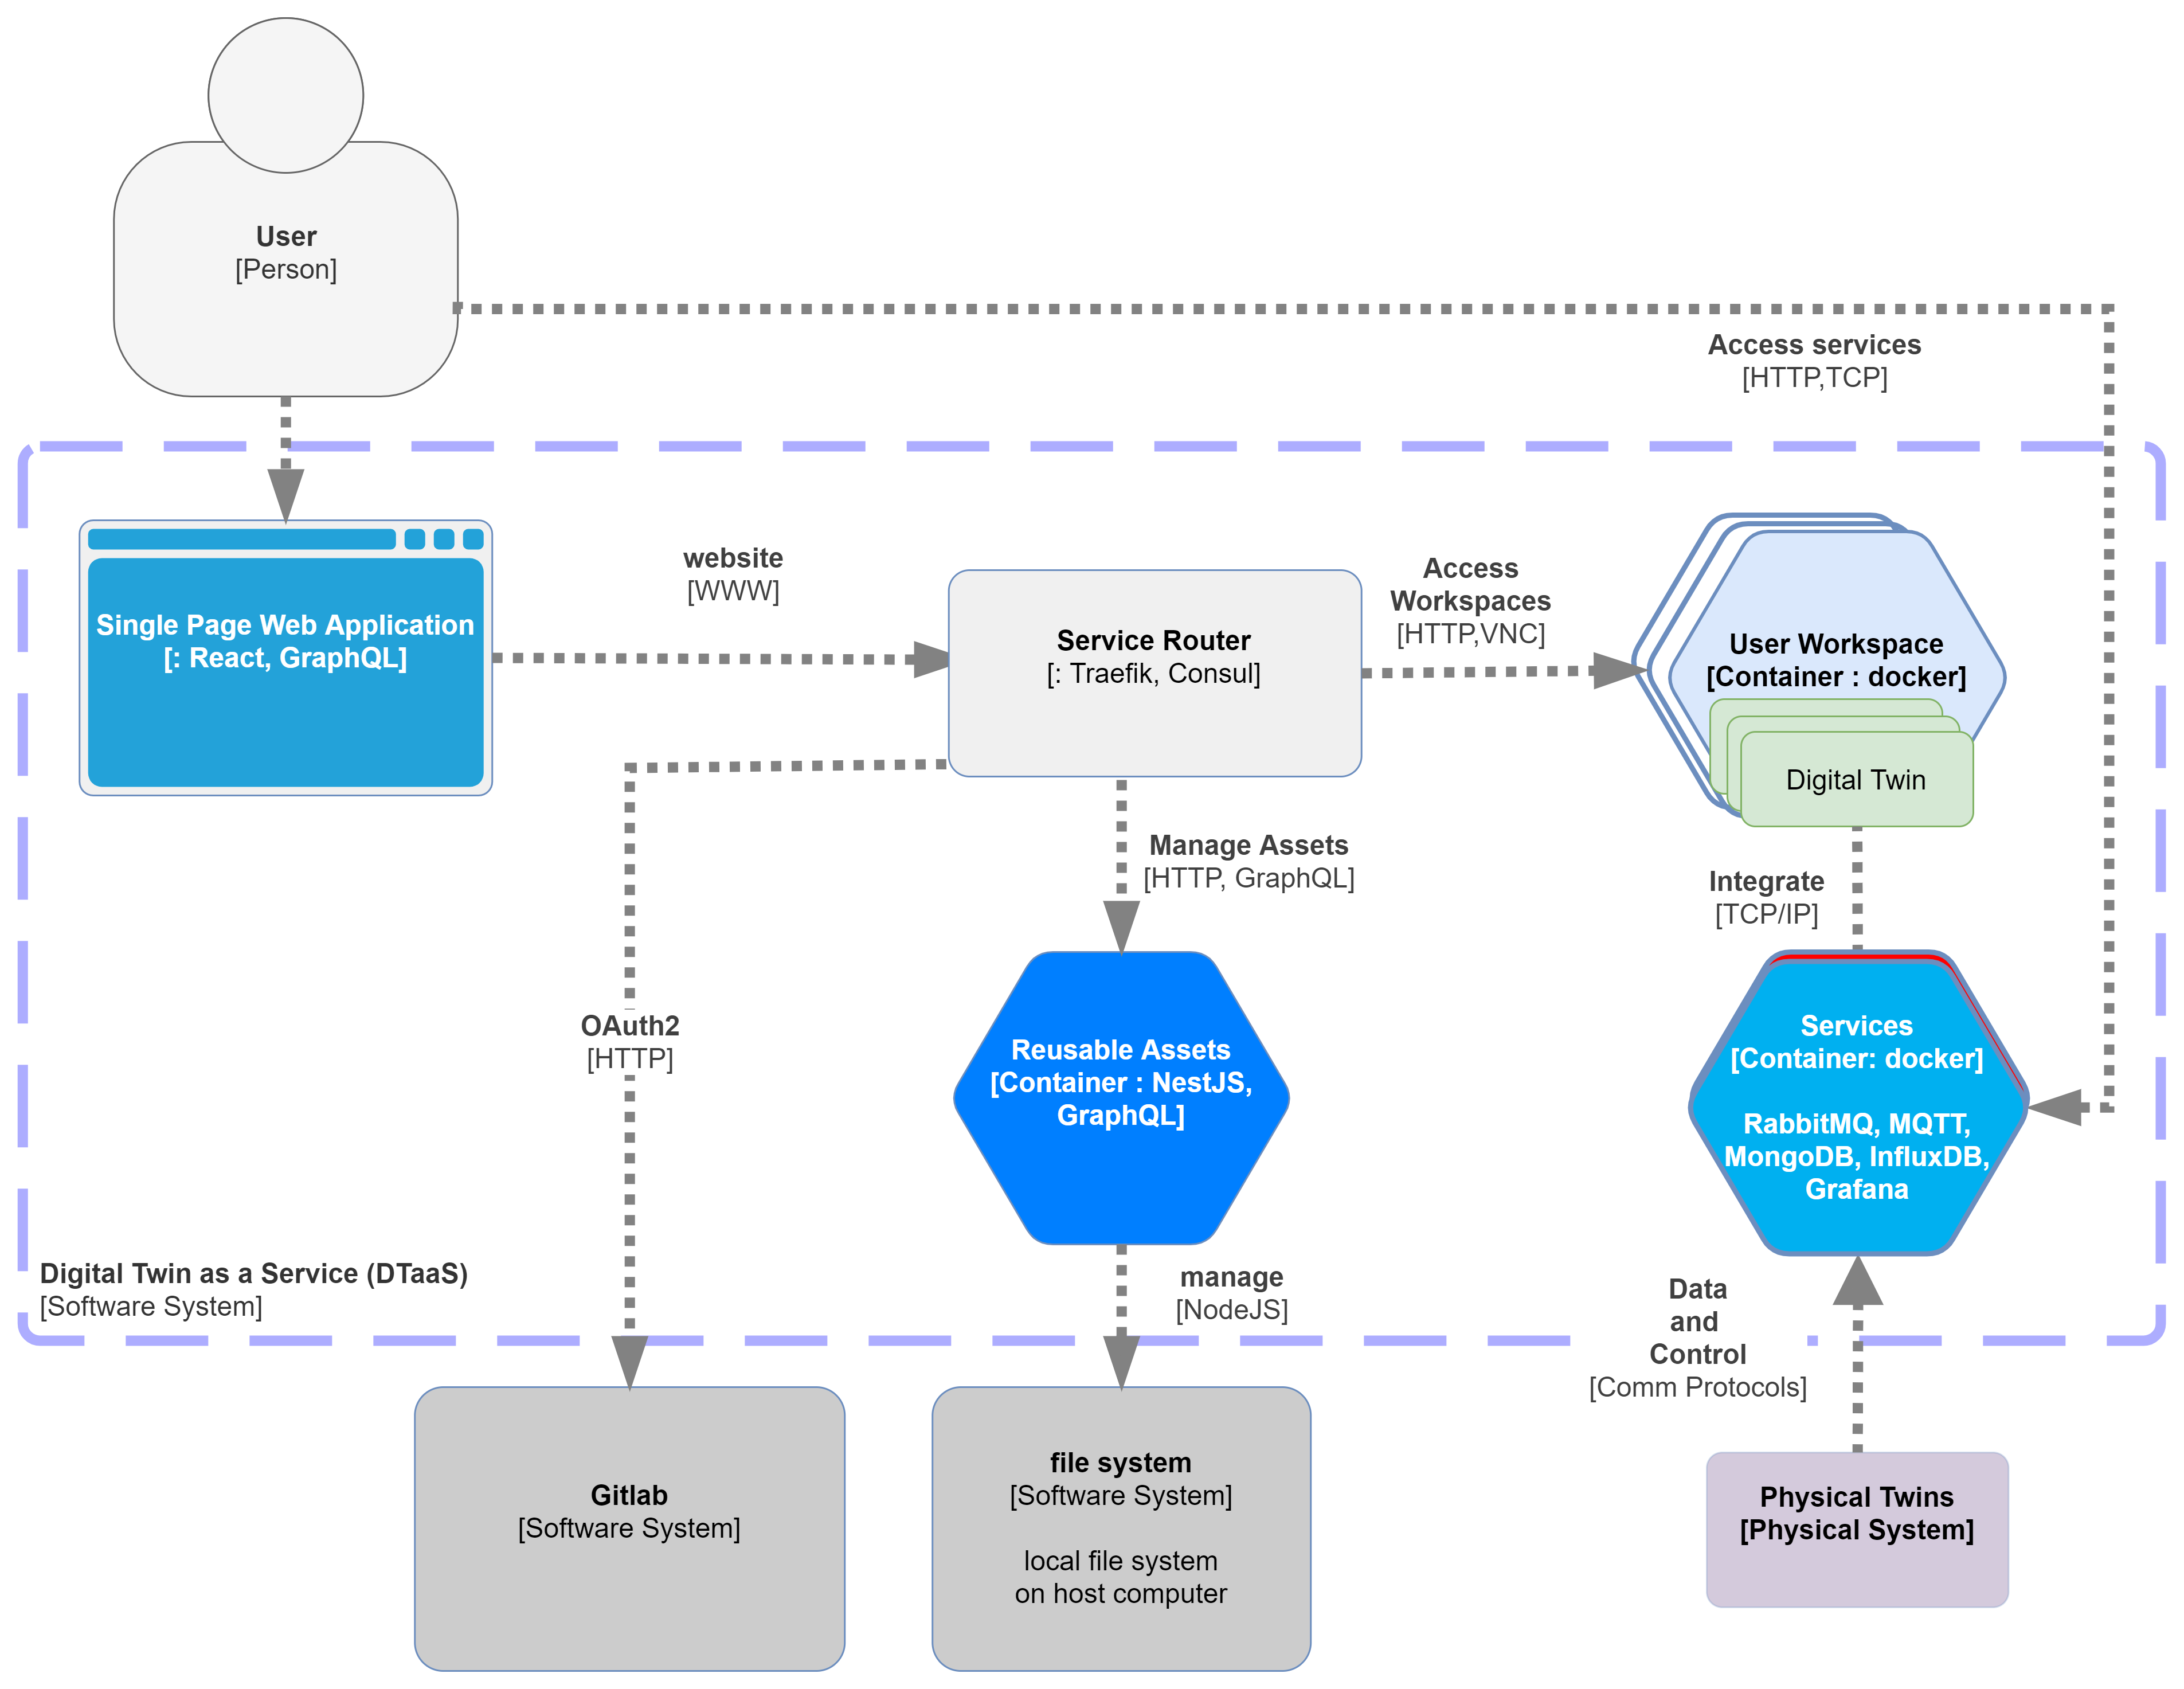 User
[Person]
Access services
[HTTP,TCP]
Single Page Web Application
[: React, GraphQL]
website
[WWW]
Service Router
[: Traefik, Consul]
Access
Workspaces
[HTTP,VNC]
User Workspace
[Container : docker]
Digital Twin
Manage Assets
[HTTP, GraphQL]
Integrate
[TCP/IP]
OAuth2
[HTTP]
Reusable Assets
[Container : NestJS,
GraphQL]
Services
[Container: docker]
RabbitMQ, MQTT,
MongoDB, InfluxDB,
Grafana
Digital Twin as a Service (DTaaS)
[Software System]
manage
[NodeJS]
Data
and
Control
[Comm Protocols]
Gitlab
[Software System]
file system
[Software System]
local file system
on host computer
Physical Twins
[Physical System]